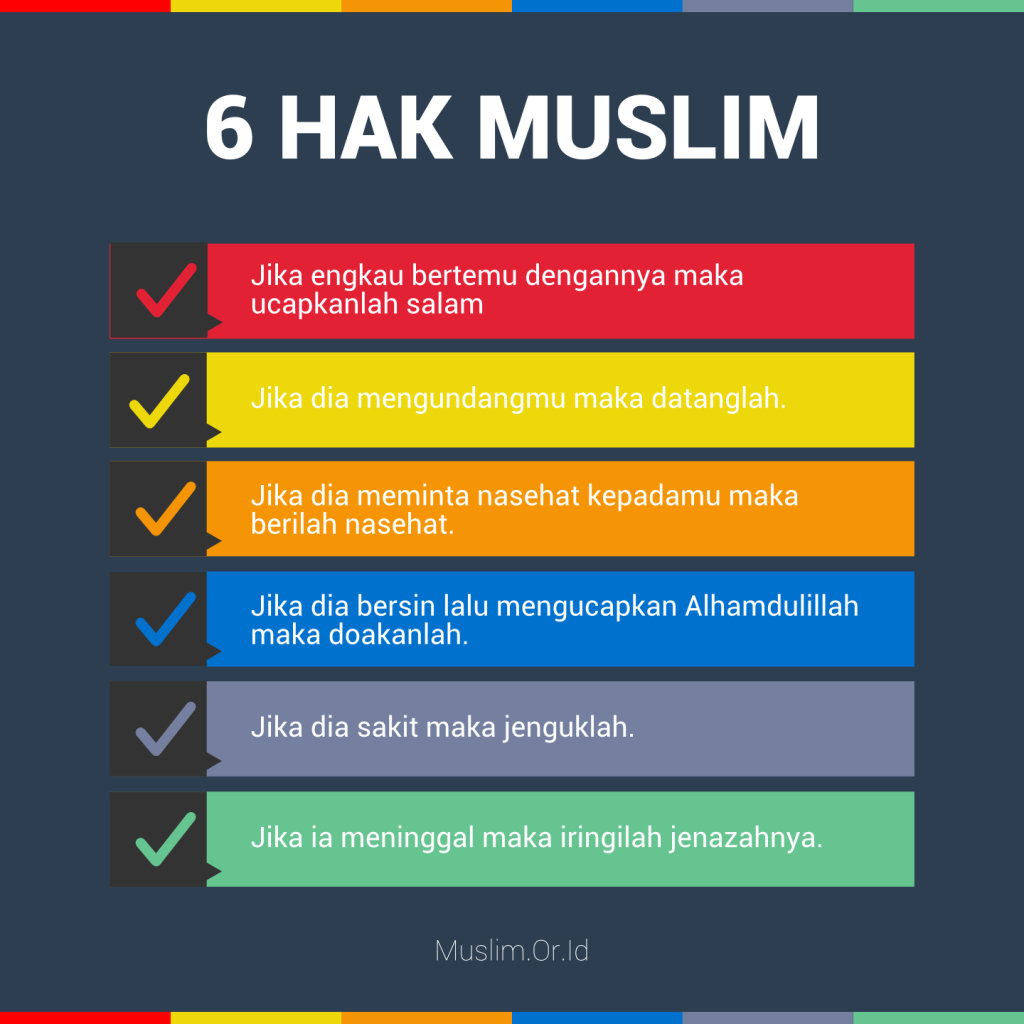 6 HAK MUSLIM
Jika engkau bertemu dengannya maka
ucapkanlah salam
Jika dia mengundangmu maka datanglah.
Jika dia meminta nasehat kepadamu maka
berilah nasehat.
Jika dia bersin lalu mengucapkan Alhamdulillah
maka doakanlah.
Jika dia sakit maka jenguklah.
Jika ia meninggal maka iringilah jenazahnya.
Muslim.Or.Id